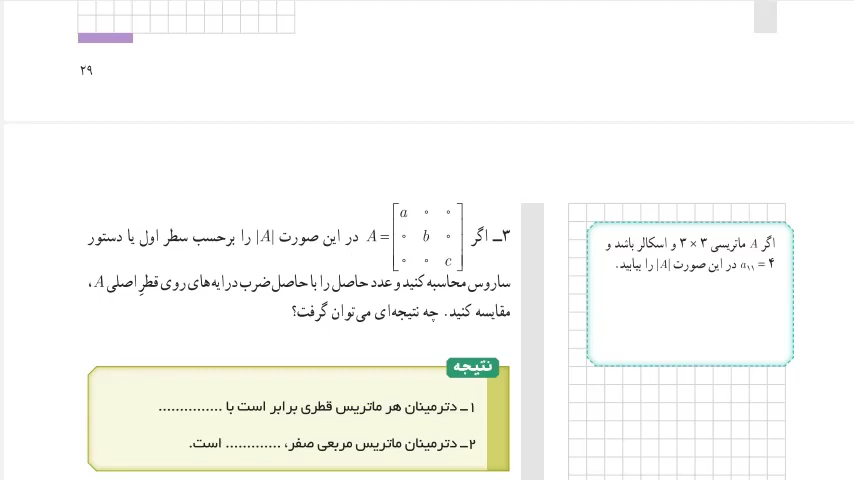 ۲۹
۳ــ اگر A = [a ۰ ۰
۰ b ۰
۰ ۰ c] در این صورت |A| را برحسب سطر اول یا دستور
ساروس محاسبه کنید و عدد حاصل را با حاصل ضرب درایه‌های روی قطرِ اصلی A،
مقایسه کنید. چه نتیجه‌ای می‌توان گرفت؟
نتیجه
۱ــ دترمینان هر ماتریس قطری برابر است با ...............
۲ــ دترمینان ماتریس مربعی صفر، ............. است.
اگر A ماتریسی ۳ × ۳ و اسکالر باشد و
a₁₁ = ۴ در این صورت |A| را بیابید.